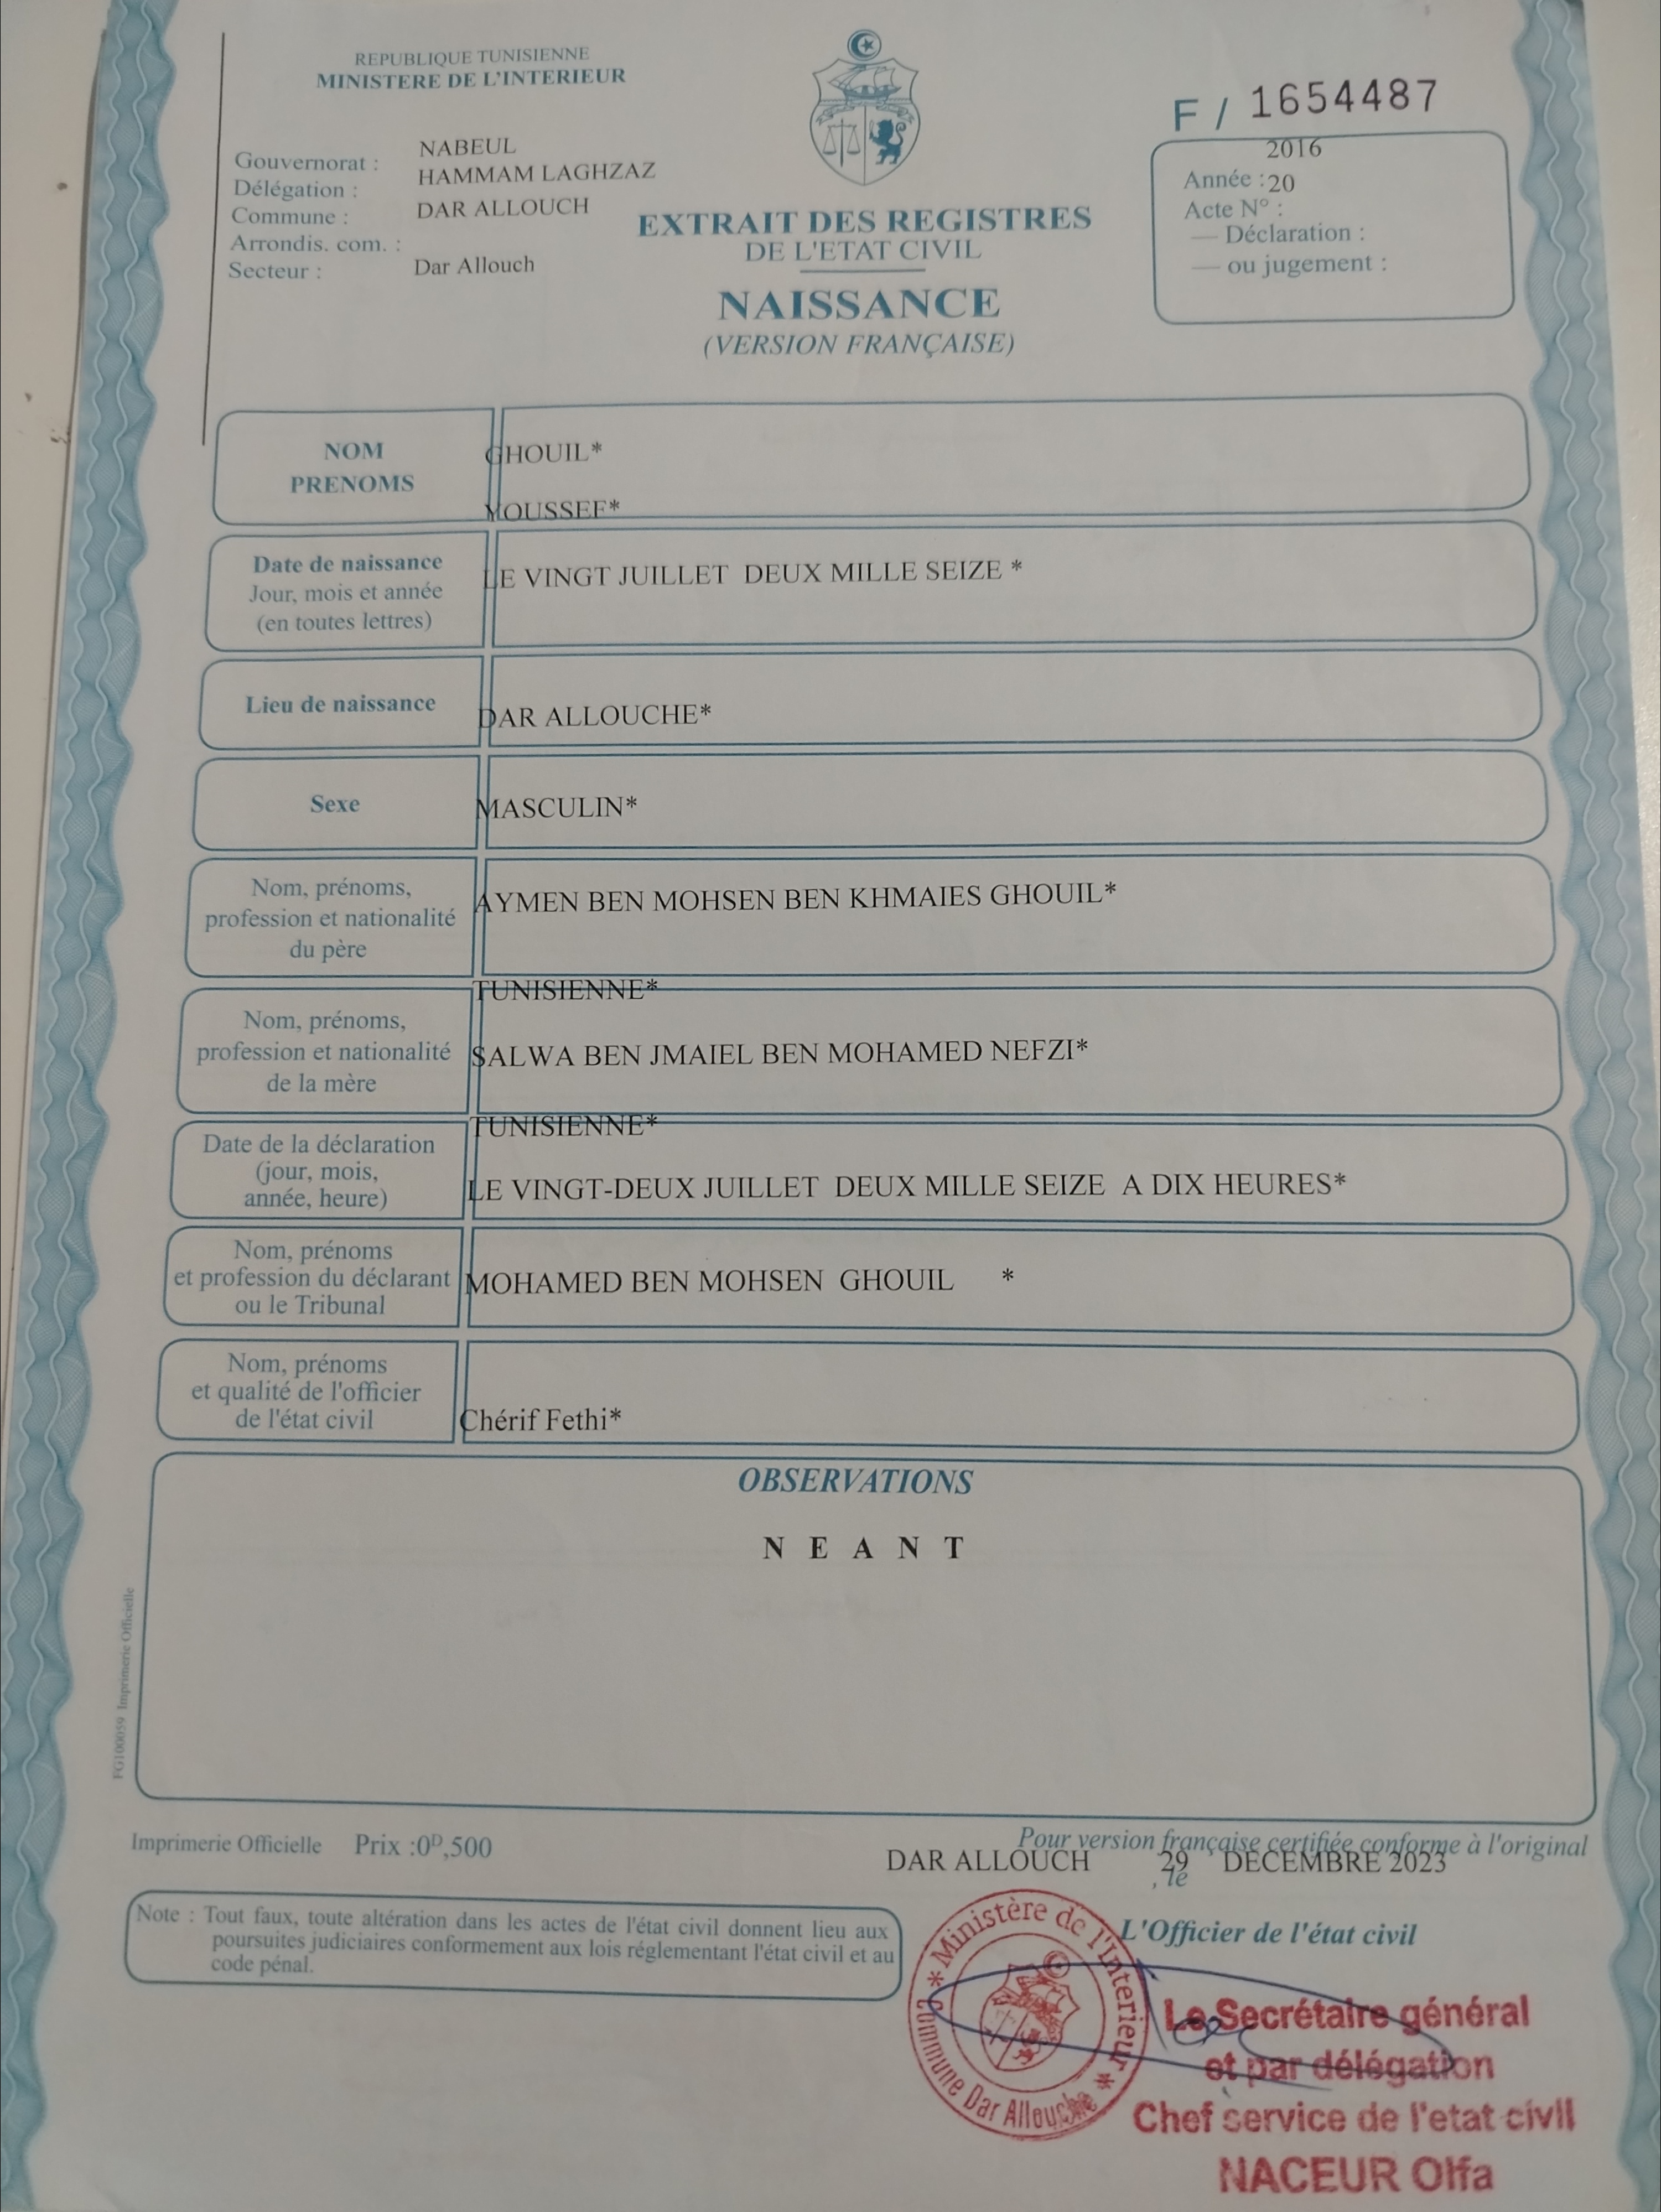 REPUBLIQUE TUNISIENNE
MINISTERE DE L'INTERIEUR
Gouvernorat : NABEUL
Délégation : HAMMAM LAGHZAZ
Commune : DAR ALLOUCH
Arrondis. com. :
Secteur : Dar Allouch
EXTRAIT DES REGISTRES
DE L'ETAT CIVIL
NAISSANCE
(VERSION FRANÇAISE)
F / 1654487
2016
Année : 20
Acte N° :
— Déclaration :
— ou jugement :
NOM
PRENOMS
GHOUIL*
YOUSSEF*
Date de naissance
Jour, mois et année
(en toutes lettres)
LE VINGT JUILLET DEUX MILLE SEIZE *
Lieu de naissance
DAR ALLOUCHE*
Sexe
MASCULIN*
Nom, prénoms,
profession et nationalité
du père
AYMEN BEN MOHSEN BEN KHMAIES GHOUIL*
TUNISIENNE*
Nom, prénoms,
profession et nationalité
de la mère
SALWA BEN JMAIEL BEN MOHAMED NEFZI*
TUNISIENNE*
Date de la déclaration
(jour, mois,
année, heure)
LE VINGT-DEUX JUILLET DEUX MILLE SEIZE A DIX HEURES*
Nom, prénoms
et profession du déclarant
ou le Tribunal
MOHAMED BEN MOHSEN GHOUIL *
Nom, prénoms
et qualité de l'officier
de l'état civil
Chérif Fethi*
OBSERVATIONS
N E A N T
FG100059 Imprimerie Officielle
Imprimerie Officielle Prix :0D,500
Pour version française certifiée conforme à l'original
DAR ALLOUCH , le 29 DECEMBRE 2023
Note : Tout faux, toute altération dans les actes de l'état civil donnent lieu aux
poursuites judiciaires conformement aux lois réglementant l'état civil et au
code pénal.
L'Officier de l'état civil
* Ministère de l'Interieur *
Commune Dar Allouche
Le Secrétaire général
et par délégation
Chef service de l'etat civil
NACEUR Olfa